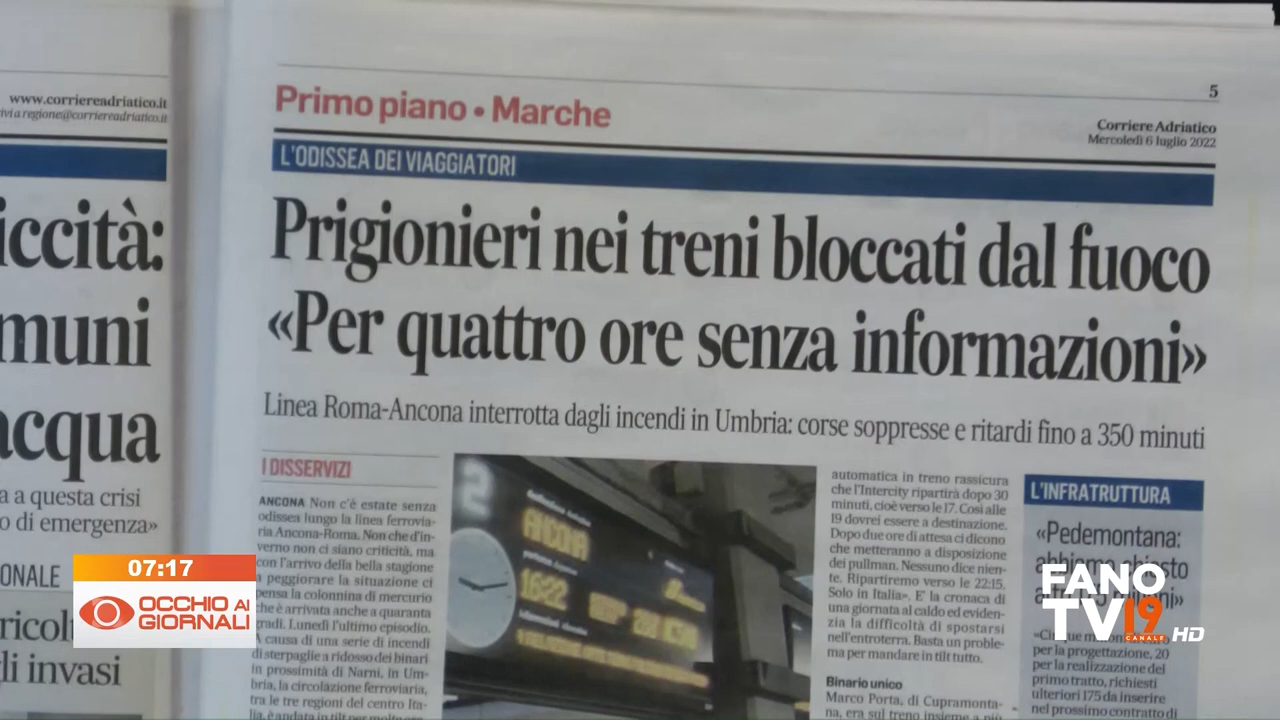 www.corriereadriatico.it
regione@corriereadriatico.it
iccità:
muni
acqua
a a questa crisi
o di emergenza»
ONALE
ricol
li invasi
5
Primo piano • Marche
Corriere Adriatico
Mercoledì 6 luglio 2022
L'ODISSEA DEI VIAGGIATORI
Prigionieri nei treni bloccati dal fuoco
«Per quattro ore senza informazioni»
Linea Roma-Ancona interrotta dagli incendi in Umbria: corse soppresse e ritardi fino a 350 minuti
I DISSERVIZI
ANCONA Non c'è estate senza
odissea lungo la linea ferrovia-
ria Ancona-Roma. Non che d'in-
verno non ci siano criticità, ma
con l'arrivo della bella stagione
a peggiorare la situazione ci
pensa la colonnina di mercurio
che è arrivata anche a quaranta
gradi. Lunedì l'ultimo episodio.
A causa di una serie di incendi
di sterpaglie a ridosso dei binari
in prossimità di Narni, in Um-
bria, la circolazione ferroviaria,
tra le tre regioni del centro Ita-
lia, è andata in tilt per molte ore
2
ANCONA
1622
automatica in treno rassicura
che l'Intercity ripartirà dopo 30
minuti, cioè verso le 17. Così alle
19 dovrei essere a destinazione.
Dopo due ore di attesa ci dicono
che metteranno a disposizione
dei pullman. Nessuno dice nien-
te. Ripartiremo verso le 22:15.
Solo in Italia». E' la cronaca di
una giornata al caldo ed eviden-
zia la difficoltà di spostarsi
nell'entroterra. Basta un proble-
ma per mandare in tilt tutto.
Binario unico
Marco Porta, di Cupramonta-
na, era sul treno insieme a più
L'INFRATRUTTURA
«Pedemontana:
abbiamo chiesto
per la progettazione, 20
per la realizzazione del
primo tratto, richiesti
ulteriori 175 da inserire
nel prossimo contratto di
07:17
OCCHIO AI
GIORNALI
FANO
TV19
CANALE
HD